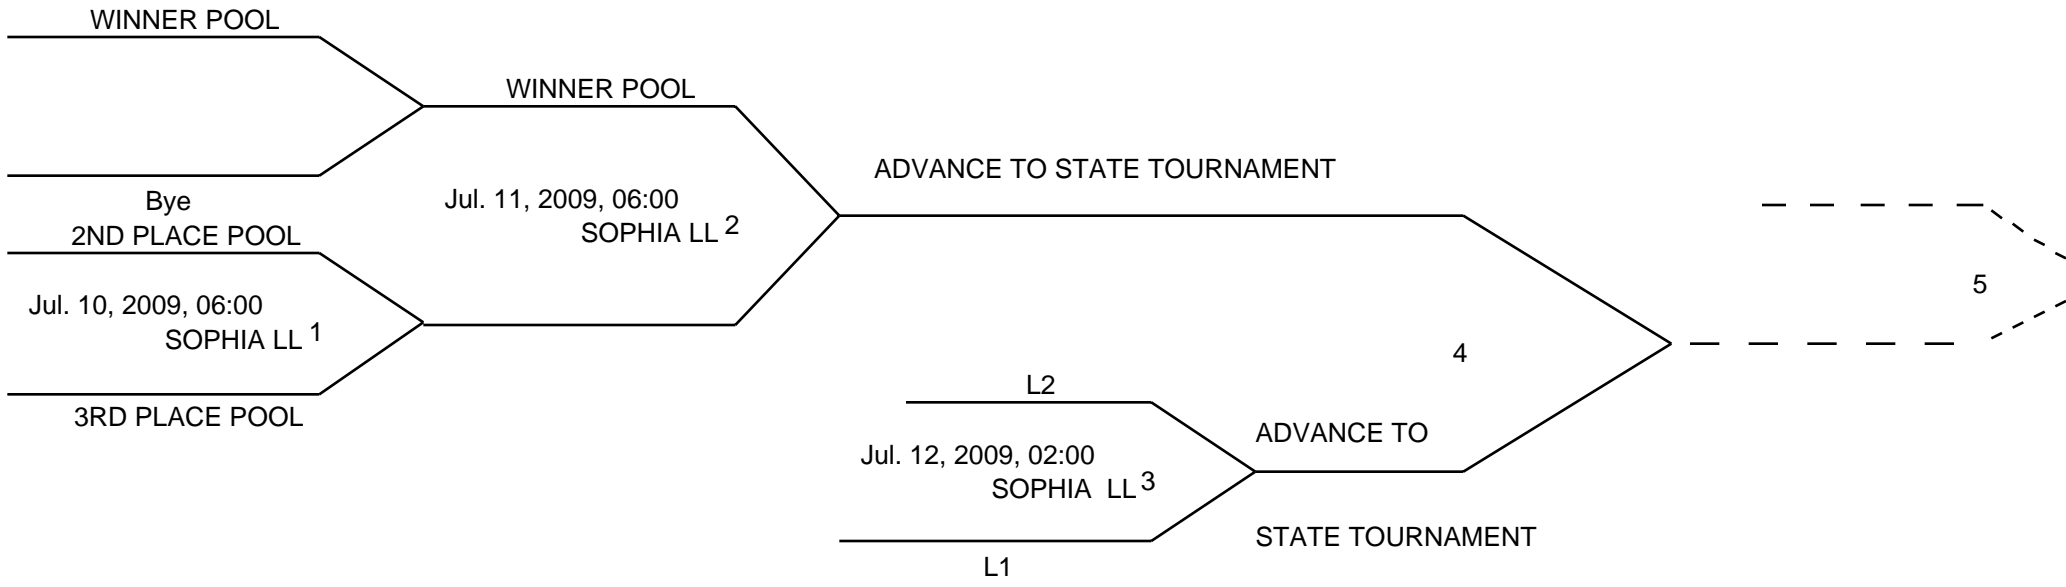 WINNER POOL
WINNER POOL
ADVANCE TO STATE TOURNAMENT
Bye
Jul. 11, 2009, 06:00
SOPHIA LL 2
2ND PLACE POOL
5
Jul. 10, 2009, 06:00
SOPHIA LL 1
4
L2
3RD PLACE POOL
ADVANCE TO
Jul. 12, 2009, 02:00
SOPHIA  LL 3
STATE TOURNAMENT
L1